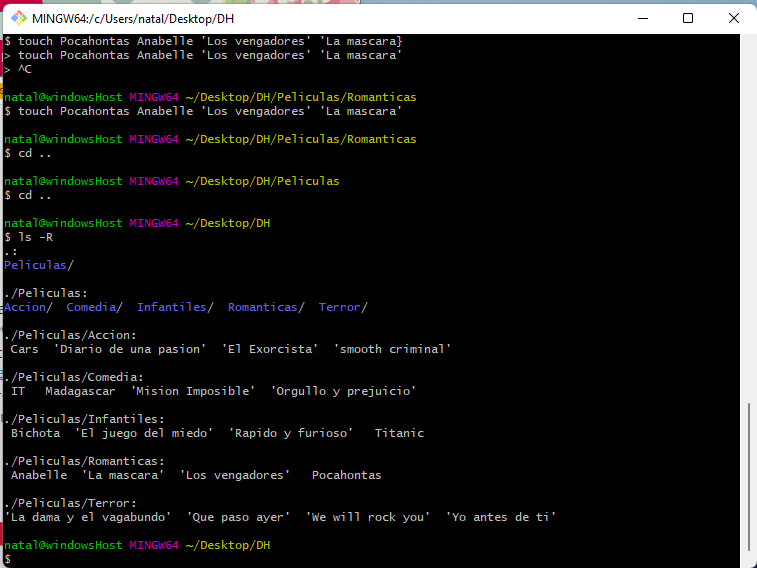 MINGW64:/c/Users/natal/Desktop/DH
$ touch Pocahontas Anabelle 'Los vengadores' 'La mascara}
> touch Pocahontas Anabelle 'Los vengadores' 'La mascara'
> ^C
natal@windowsHost MINGW64 ~/Desktop/DH/Peliculas/Romanticas
$ touch Pocahontas Anabelle 'Los vengadores' 'La mascara'
natal@windowsHost MINGW64 ~/Desktop/DH/Peliculas/Romanticas
$ cd ..
natal@windowsHost MINGW64 ~/Desktop/DH/Peliculas
$ cd ..
natal@windowsHost MINGW64 ~/Desktop/DH
$ ls -R
.:
Peliculas/
./Peliculas:
Accion/  Comedia/  Infantiles/  Romanticas/  Terror/
./Peliculas/Accion:
 Cars  'Diario de una pasion'  'El Exorcista'  'smooth criminal'
./Peliculas/Comedia:
 IT   Madagascar  'Mision Imposible'  'Orgullo y prejuicio'
./Peliculas/Infantiles:
 Bichota  'El juego del miedo'  'Rapido y furioso'   Titanic
./Peliculas/Romanticas:
 Anabelle  'La mascara'  'Los vengadores'   Pocahontas
./Peliculas/Terror:
'La dama y el vagabundo'  'Que paso ayer'  'We will rock you'  'Yo antes de ti'
natal@windowsHost MINGW64 ~/Desktop/DH
$